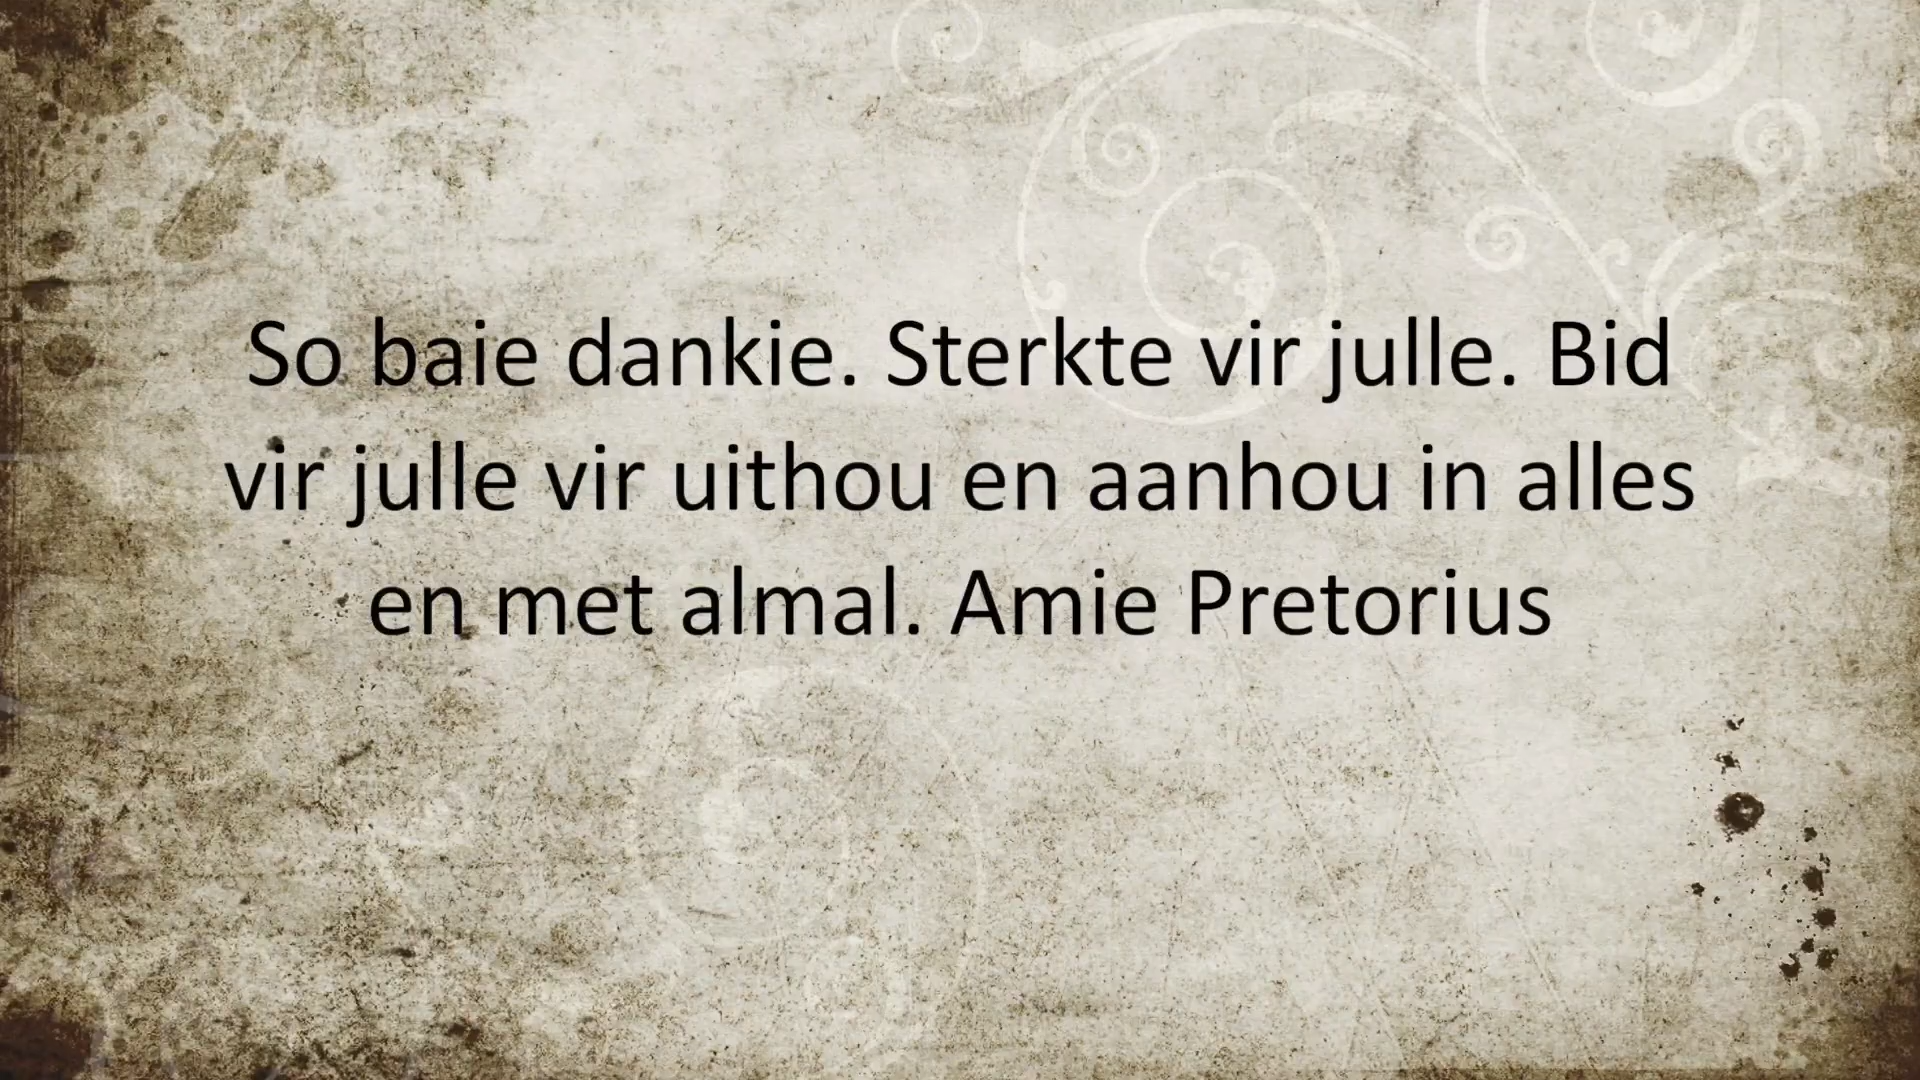 So baie dankie. Sterkte vir julle. Bid
vir julle vir uithou en aanhou in alles
en met almal. Amie Pretorius